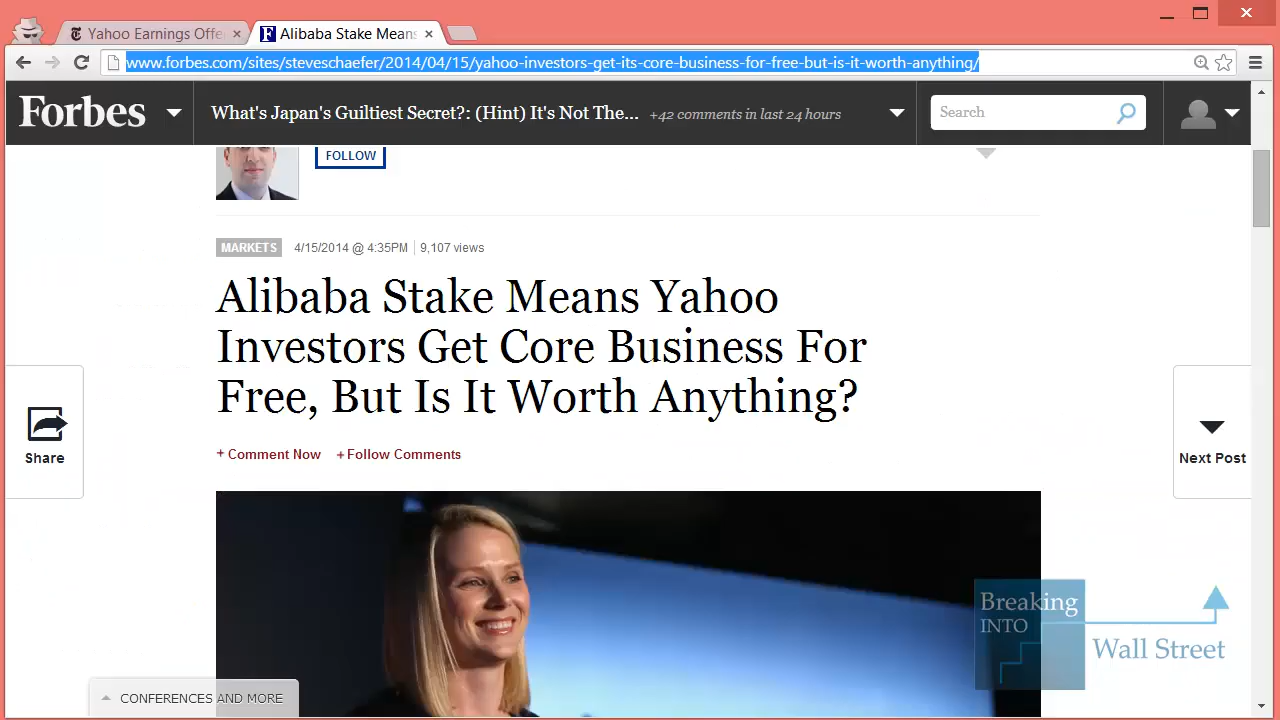 Yahoo Earnings Offe
Alibaba Stake Means
www.forbes.com/sites/steveschaefer/2014/04/15/yahoo-investors-get-its-core-business-for-free-but-is-it-worth-anything/
Forbes
What's Japan's Guiltiest Secret?: (Hint) It's Not The... +42 comments in last 24 hours
Search
FOLLOW
MARKETS 4/15/2014 @ 4:35PM 9,107 views
Alibaba Stake Means Yahoo
Investors Get Core Business For
Free, But Is It Worth Anything?
+ Comment Now + Follow Comments
Share
Next Post
Breaking
INTO
Wall Street
CONFERENCES AND MORE